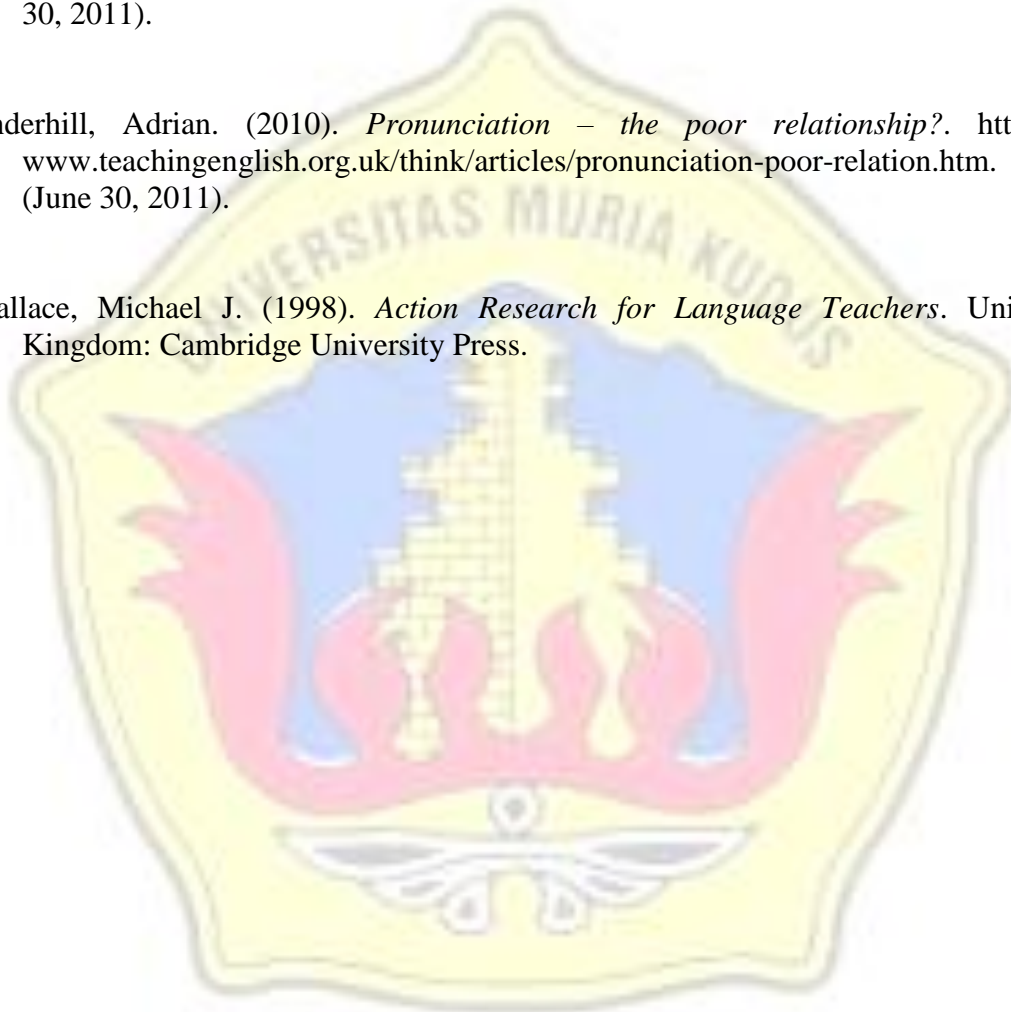 30, 2011).
nderhill, Adrian. (2010). Pronunciation – the poor relationship?. htt
www.teachingenglish.org.uk/think/articles/pronunciation-poor-relation.htm.
(June 30, 2011).
UNIVERSITAS MURIA KUDUS
allace, Michael J. (1998). Action Research for Language Teachers. Uni
Kingdom: Cambridge University Press.